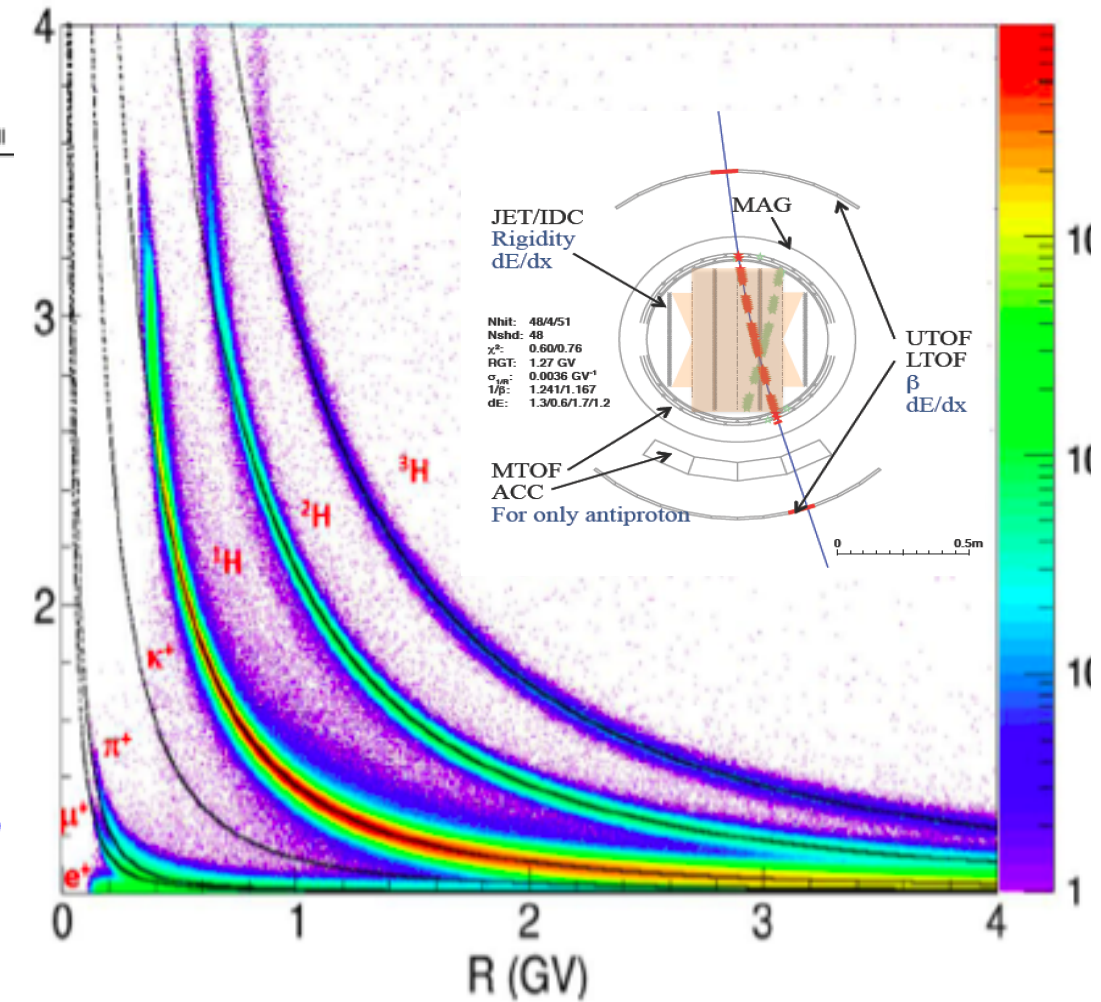 4
3
2
0 1 2 3 4
R (GV)
e⁺
μ⁺
π⁺
κ⁺
¹H
²H
³H
JET/IDC
Rigidity
dE/dx
MAG
Nhit: 48/4/51
Nshd: 48
χ²: 0.60/0.76
RGT: 1.27 GV
σ1/R: 0.0036 GV⁻¹
1/β: 1.241/1.167
dE: 1.3/0.6/1.7/1.2
UTOF
LTOF
β
dE/dx
MTOF
ACC
For only antiproton
0 0.5m
10
10
10
1